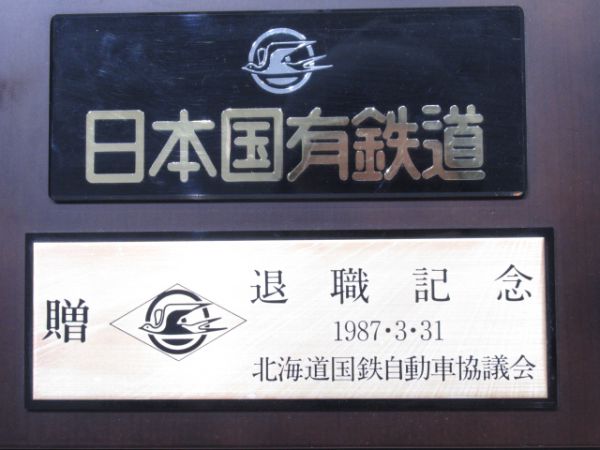 日本国有鉄道
贈
退職記念
1987・3・31
北海道国鉄自動車協議会